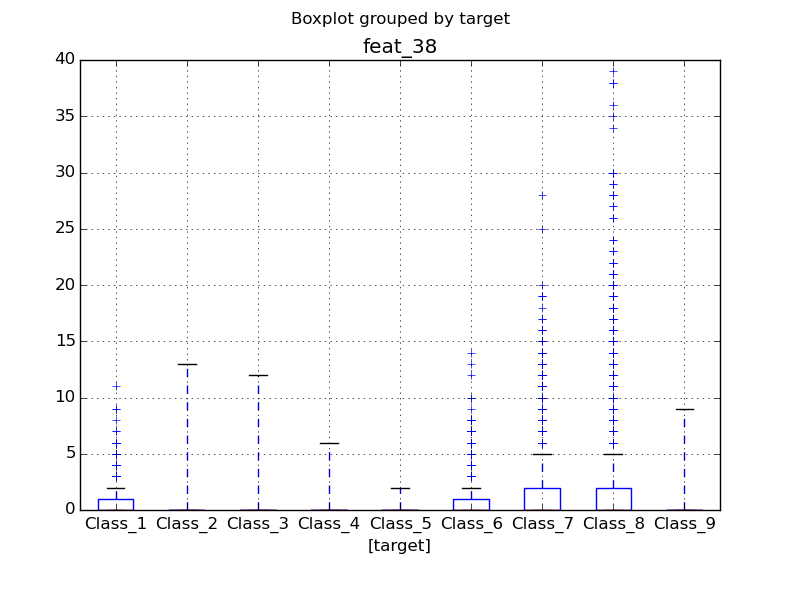 Boxplot grouped by target
feat_38
40
35
30
25
20
15
10
5
0
Class_1 Class_2 Class_3 Class_4 Class_5 Class_6 Class_7 Class_8 Class_9
[target]